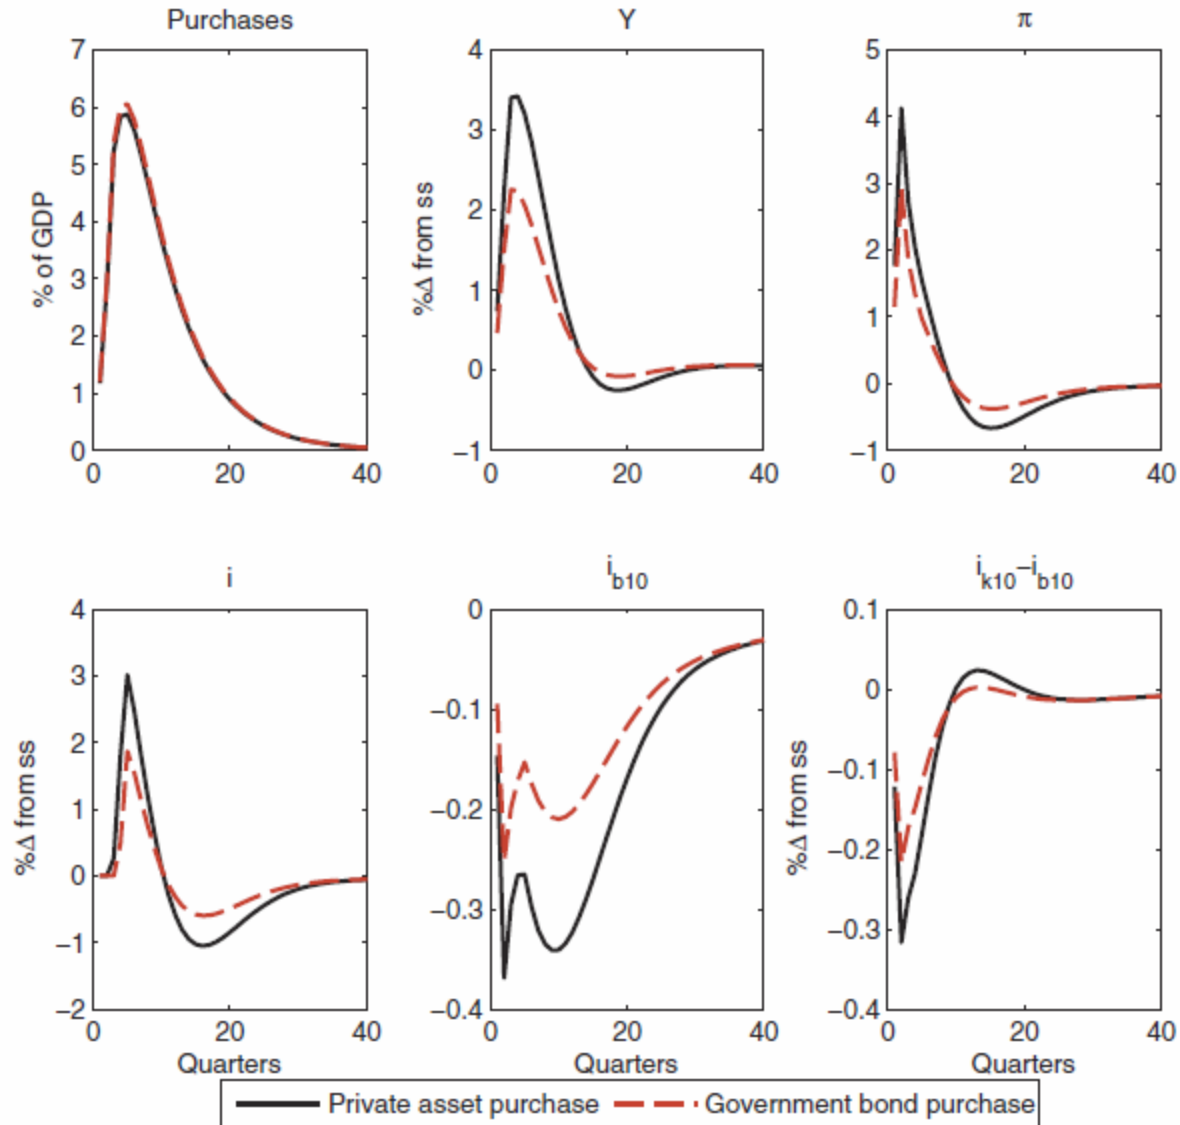 Purchases
7
6
5
4
3
2
1
0
% of GDP
0 20 40
Y
4
3
2
1
0
−1
%Δ from ss
0 20 40
π
5
4
3
2
1
0
−1
0 20 40
i
4
3
2
1
0
−1
−2
%Δ from ss
0 20 40
Quarters
i_b10
0
−0.1
−0.2
−0.3
−0.4
0 20 40
Quarters
i_k10−i_b10
0.1
0
−0.1
−0.2
−0.3
−0.4
%Δ from ss
0 20 40
Quarters
Private asset purchase Government bond purchase